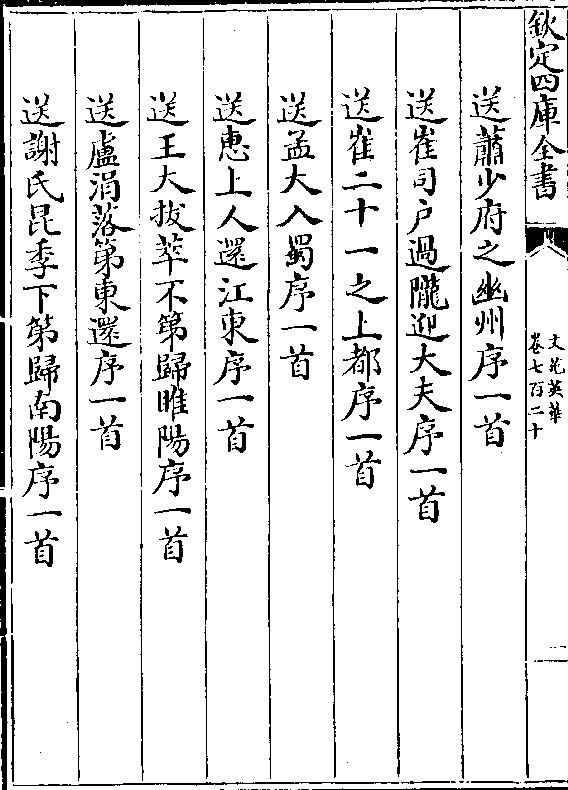 欽定四庫全書
文苑英華
卷七百二十
一
送蕭少府之幽州序一首
送崔司戶過隴迎大夫序一首
送崔二十一之上都序一首
送孟大入蜀序一首
送惠上人還江東序一首
送王大拔萃不第歸睢陽序一首
送盧涓落第東還序一首
送謝氏昆季下第歸南陽序一首